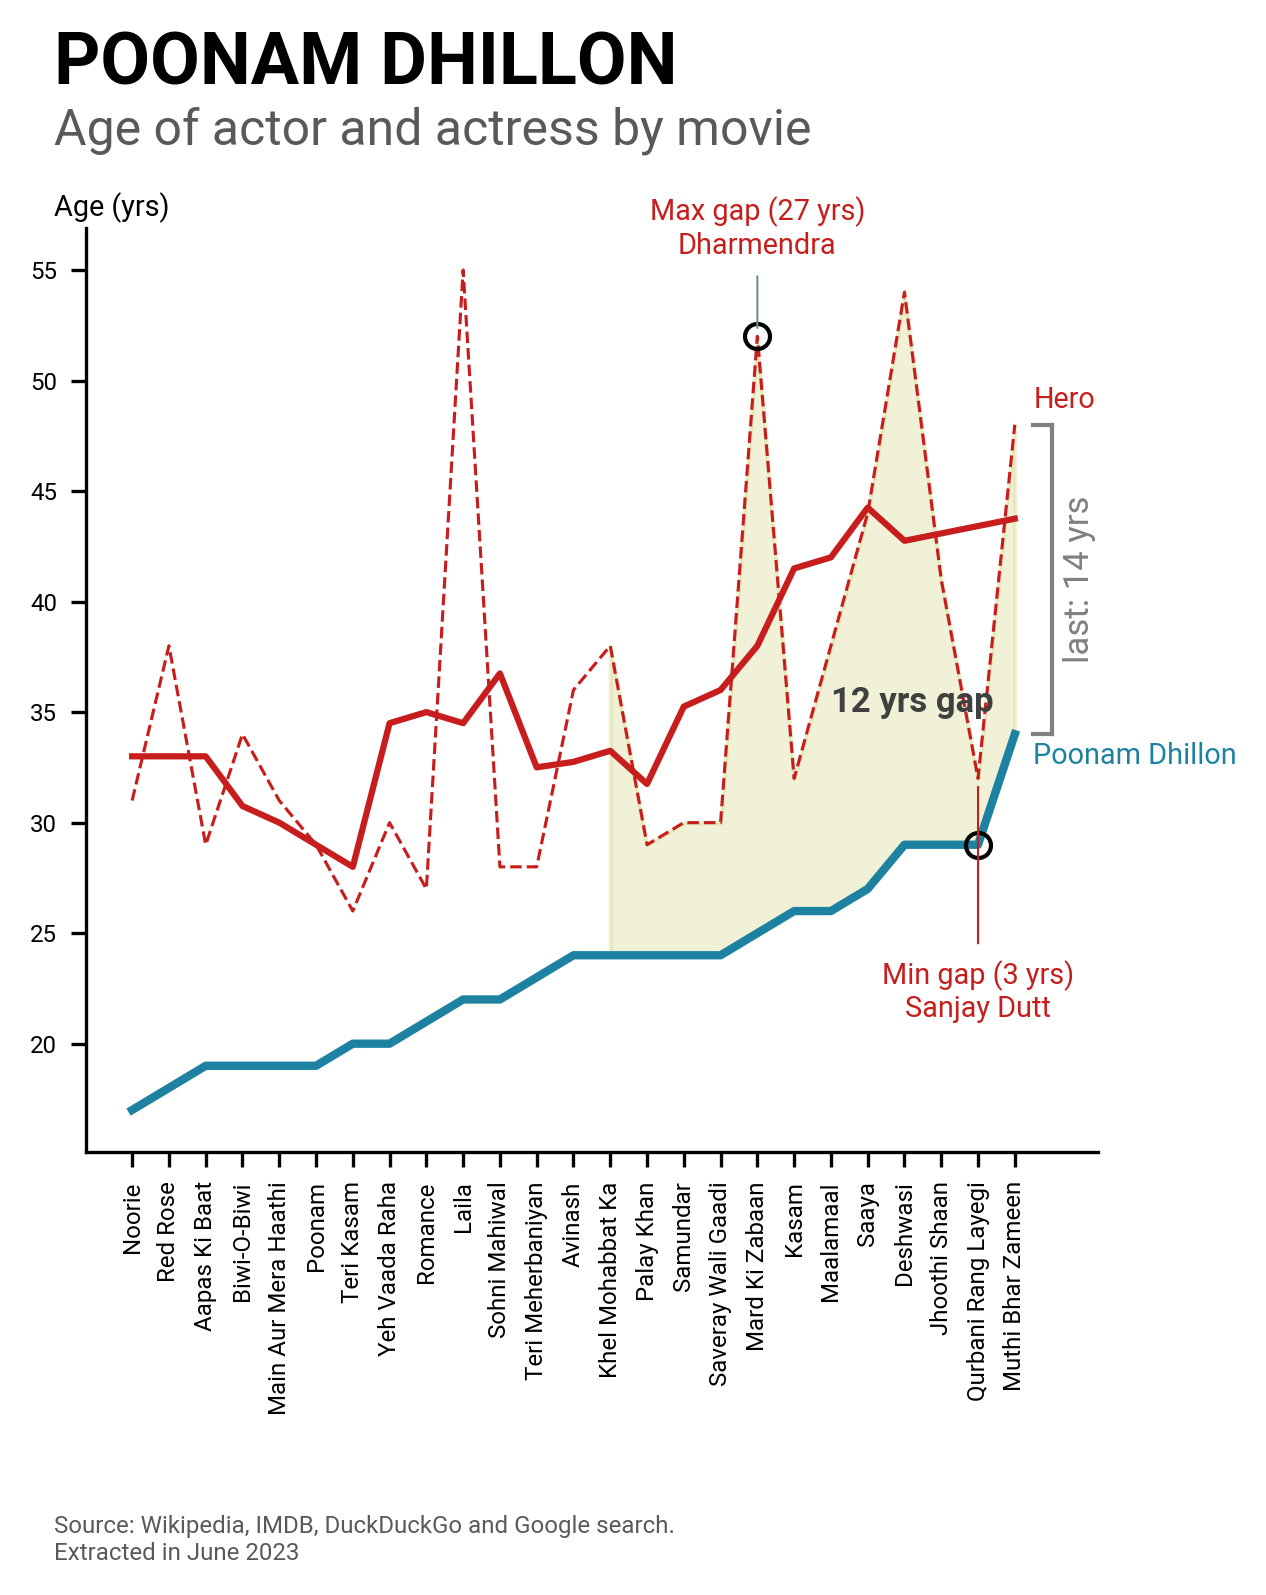 POONAM DHILLON
Age of actor and actress by movie
Age (yrs)
Max gap (27 yrs)
Dharmendra
55
50
45
40
35
30
25
20
Hero
last: 14 yrs
12 yrs gap
Poonam Dhillon
Min gap (3 yrs)
Sanjay Dutt
Noorie
Red Rose
Aapas Ki Baat
Biwi-O-Biwi
Main Aur Mera Haathi
Poonam
Teri Kasam
Yeh Vaada Raha
Romance
Laila
Sohni Mahiwal
Teri Meherbaniyan
Avinash
Khel Mohabbat Ka
Palay Khan
Samundar
Saveray Wali Gaadi
Mard Ki Zabaan
Kasam
Maalamaal
Saaya
Deshwasi
Jhoothi Shaan
Qurbani Rang Layegi
Muthi Bhar Zameen
Source: Wikipedia, IMDB, DuckDuckGo and Google search.
Extracted in June 2023